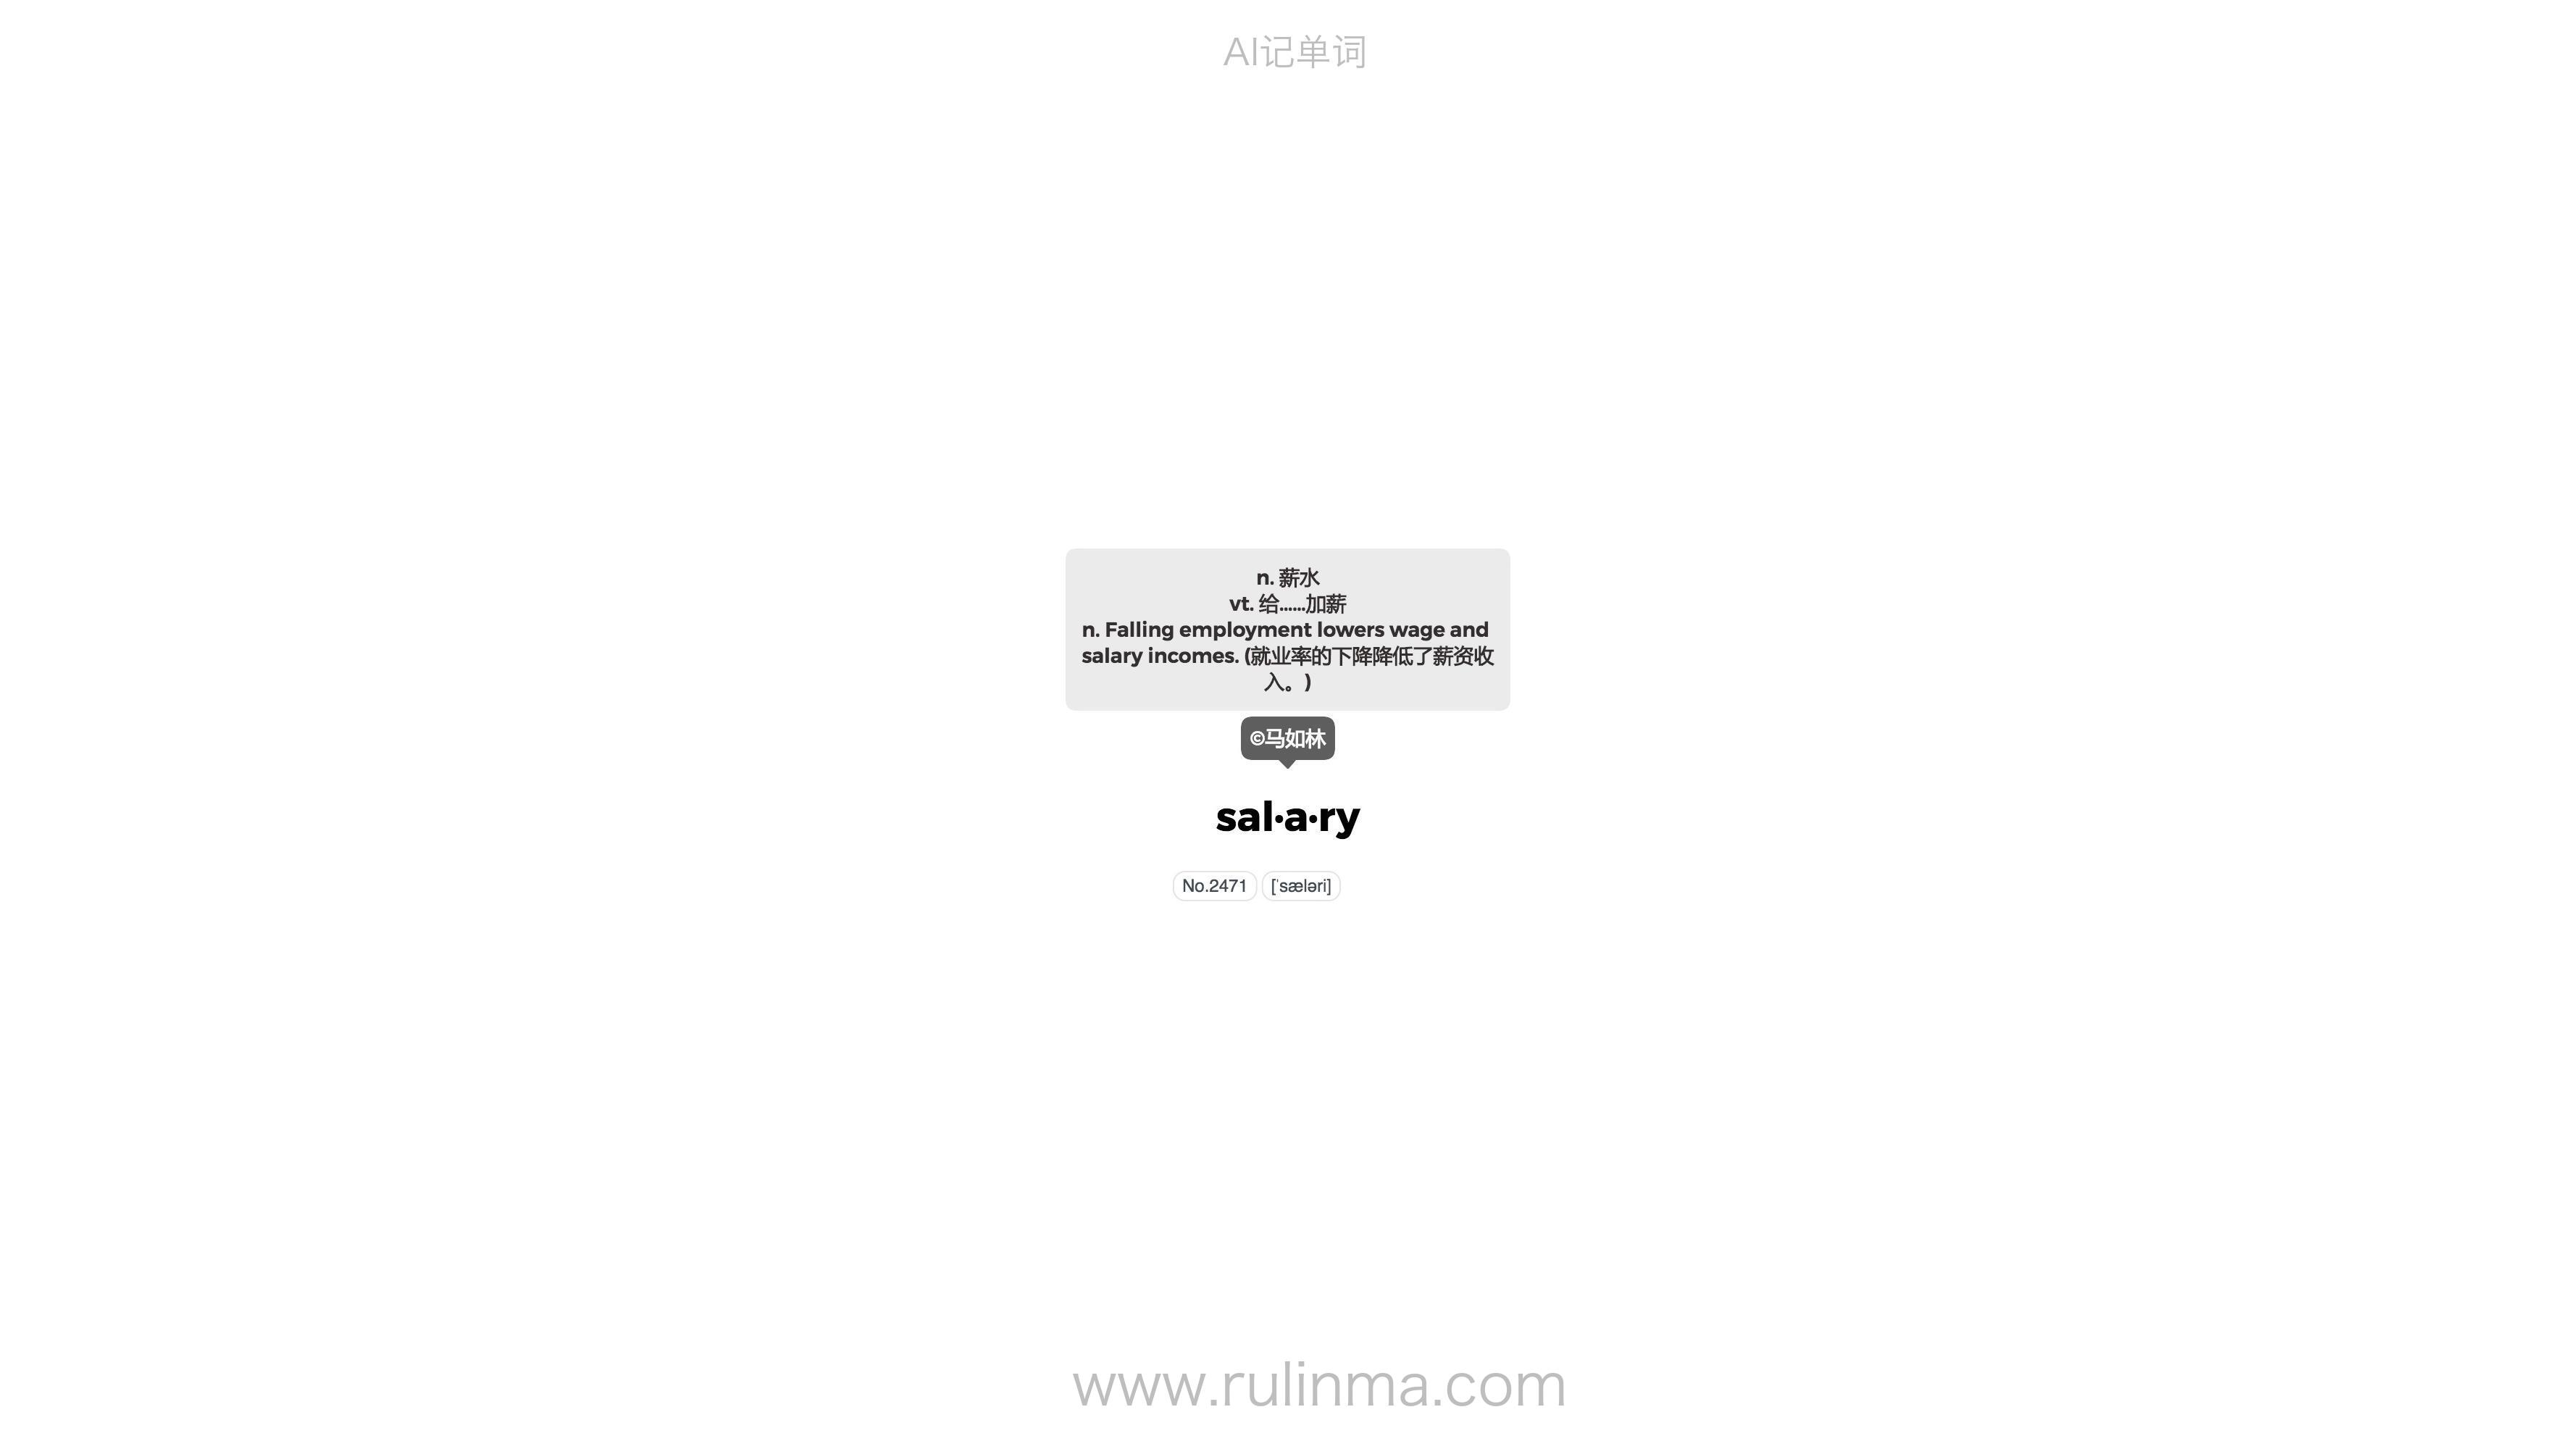 AI记单词
n. 薪水
vt. 给......加薪
n. Falling employment lowers wage and
salary incomes. (就业率的下降降低了薪资收
入。)
©马如林
sal·a·ry
No.2471 [ˈsæləri]
www.rulinma.com